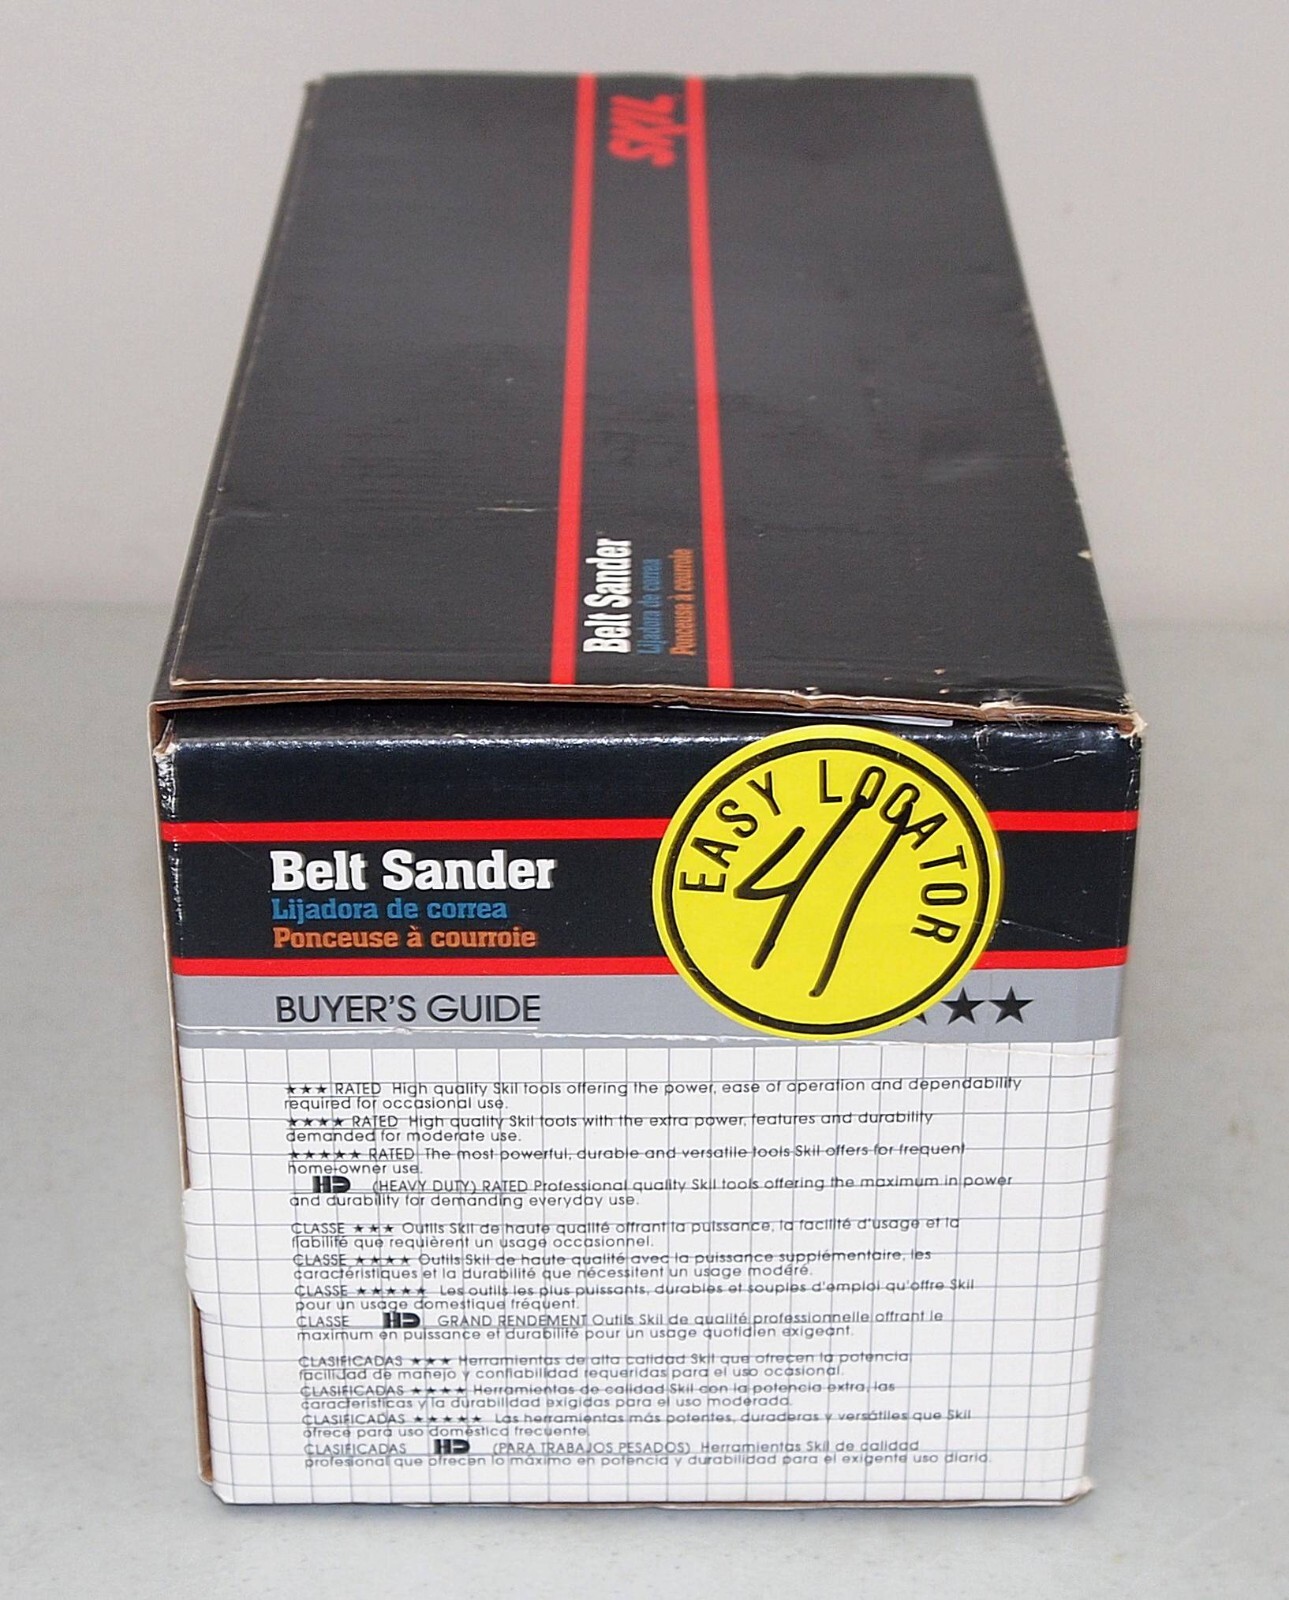 SKIL
Belt Sander
Lijadora de correa
Ponceuse à courroie
EASY LOCATOR
41
Belt Sander
Lijadora de correa
Ponceuse à courroie
BUYER'S GUIDE ★★★
★★★ RATED High quality Skil tools offering the power, ease of operation and dependability
required for occasional use.
★★★★ RATED High quality Skil tools with the extra power, features and durability
demanded for moderate use.
★★★★★ RATED The most powerful, durable and versatile tools Skil offers for frequent
home-owner use.
HD (HEAVY DUTY) RATED Professional quality Skil tools offering the maximum in power
and durability for demanding everyday use.
CLASSE ★★★ Outils Skil de haute qualité offrant la puissance, la facilité d'usage et la
fiabilité que requièrent un usage occasionnel.
CLASSE ★★★★ Outils Skil de haute qualité avec la puissance supplémentaire, les
caractéristiques et la durabilité que nécessitent un usage modéré.
CLASSE ★★★★★ Les outils les plus puissants, durables et souples d'emploi qu'offre Skil
pour un usage domestique fréquent.
CLASSE HD GRAND RENDEMENT Outils Skil de qualité professionnelle offrant le
maximum en puissance et durabilité pour un usage quotidien exigeant.
CLASIFICADAS ★★★ Herramientas de alta calidad Skil que ofrecen la potencia,
facilidad de manejo y confiabilidad requeridas para el uso ocasional.
CLASIFICADAS ★★★★ Herramientas de calidad Skil con la potencia extra, las
características y la durabilidad exigidas para el uso moderado.
CLASIFICADAS ★★★★★ Las herramientas más potentes, duraderas y versátiles que Skil
ofrece para uso doméstico frecuente.
CLASIFICADAS HD (PARA TRABAJOS PESADOS) Herramientas Skil de calidad
profesional que ofrecen lo máximo en potencia y durabilidad para el exigente uso diario.